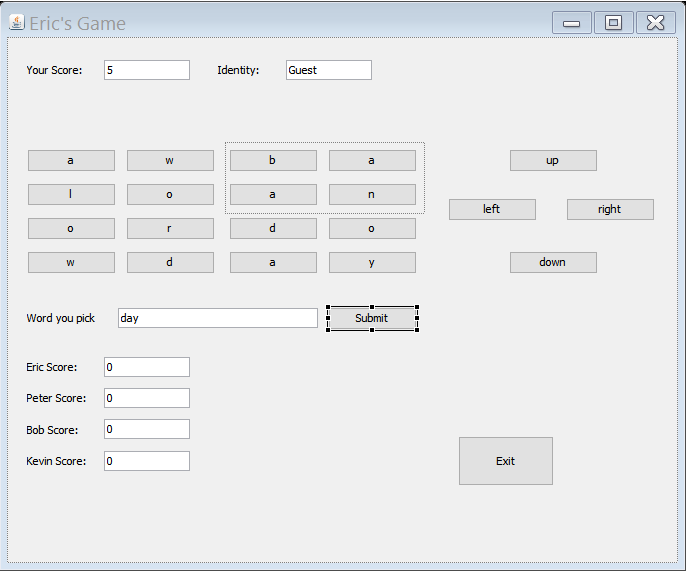 Eric's Game
Your Score: 5 Identity: Guest
a w b a up
l o a n
left right
o r d o
w d a y down
Word you pick day Submit
Eric Score: 0
Peter Score: 0
Bob Score: 0
Kevin Score: 0
Exit